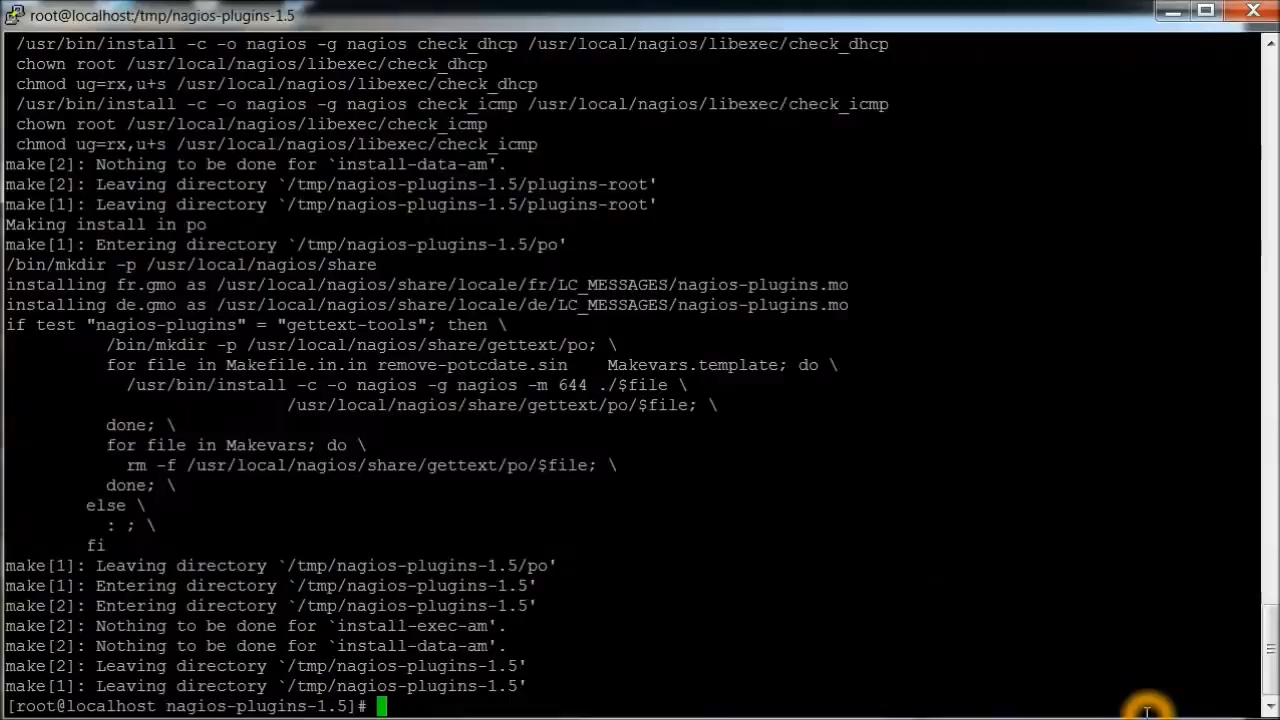 root@localhost:/tmp/nagios-plugins-1.5
/usr/bin/install -c -o nagios -g nagios check_dhcp /usr/local/nagios/libexec/check_dhcp
chown root /usr/local/nagios/libexec/check_dhcp
chmod ug=rx,u+s /usr/local/nagios/libexec/check_dhcp
/usr/bin/install -c -o nagios -g nagios check_icmp /usr/local/nagios/libexec/check_icmp
chown root /usr/local/nagios/libexec/check_icmp
chmod ug=rx,u+s /usr/local/nagios/libexec/check_icmp
make[2]: Nothing to be done for `install-data-am'.
make[2]: Leaving directory `/tmp/nagios-plugins-1.5/plugins-root'
make[1]: Leaving directory `/tmp/nagios-plugins-1.5/plugins-root'
Making install in po
make[1]: Entering directory `/tmp/nagios-plugins-1.5/po'
/bin/mkdir -p /usr/local/nagios/share
installing fr.gmo as /usr/local/nagios/share/locale/fr/LC_MESSAGES/nagios-plugins.mo
installing de.gmo as /usr/local/nagios/share/locale/de/LC_MESSAGES/nagios-plugins.mo
if test "nagios-plugins" = "gettext-tools"; then \
/bin/mkdir -p /usr/local/nagios/share/gettext/po; \
for file in Makefile.in.in remove-potcdate.sin    Makevars.template; do \
/usr/bin/install -c -o nagios -g nagios -m 644 ./$file \
/usr/local/nagios/share/gettext/po/$file; \
done; \
for file in Makevars; do \
rm -f /usr/local/nagios/share/gettext/po/$file; \
done; \
else \
: ; \
fi
make[1]: Leaving directory `/tmp/nagios-plugins-1.5/po'
make[1]: Entering directory `/tmp/nagios-plugins-1.5'
make[2]: Entering directory `/tmp/nagios-plugins-1.5'
make[2]: Nothing to be done for `install-exec-am'.
make[2]: Nothing to be done for `install-data-am'.
make[2]: Leaving directory `/tmp/nagios-plugins-1.5'
make[1]: Leaving directory `/tmp/nagios-plugins-1.5'
[root@localhost nagios-plugins-1.5]#